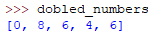 >>> dobled_numbers
[0, 8, 6, 4, 6]